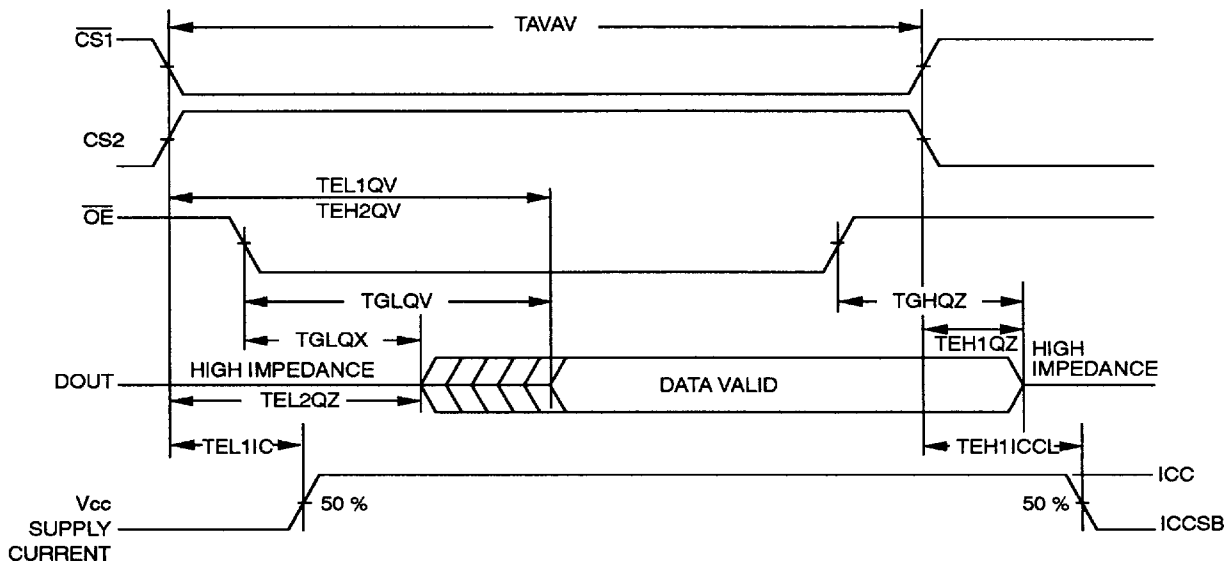 TAVAV
CS1
CS2
TEL1QV
TEH2QV
OE
TGLQV
TGHQZ
TGLQX
TEH1QZ
HIGH IMPEDANCE
HIGH
IMPEDANCE
DOUT
DATA VALID
TEL2QZ
TEL1IC
TEH1ICCL
ICC
Vcc
SUPPLY
CURRENT
50 %
50 %
ICCSB